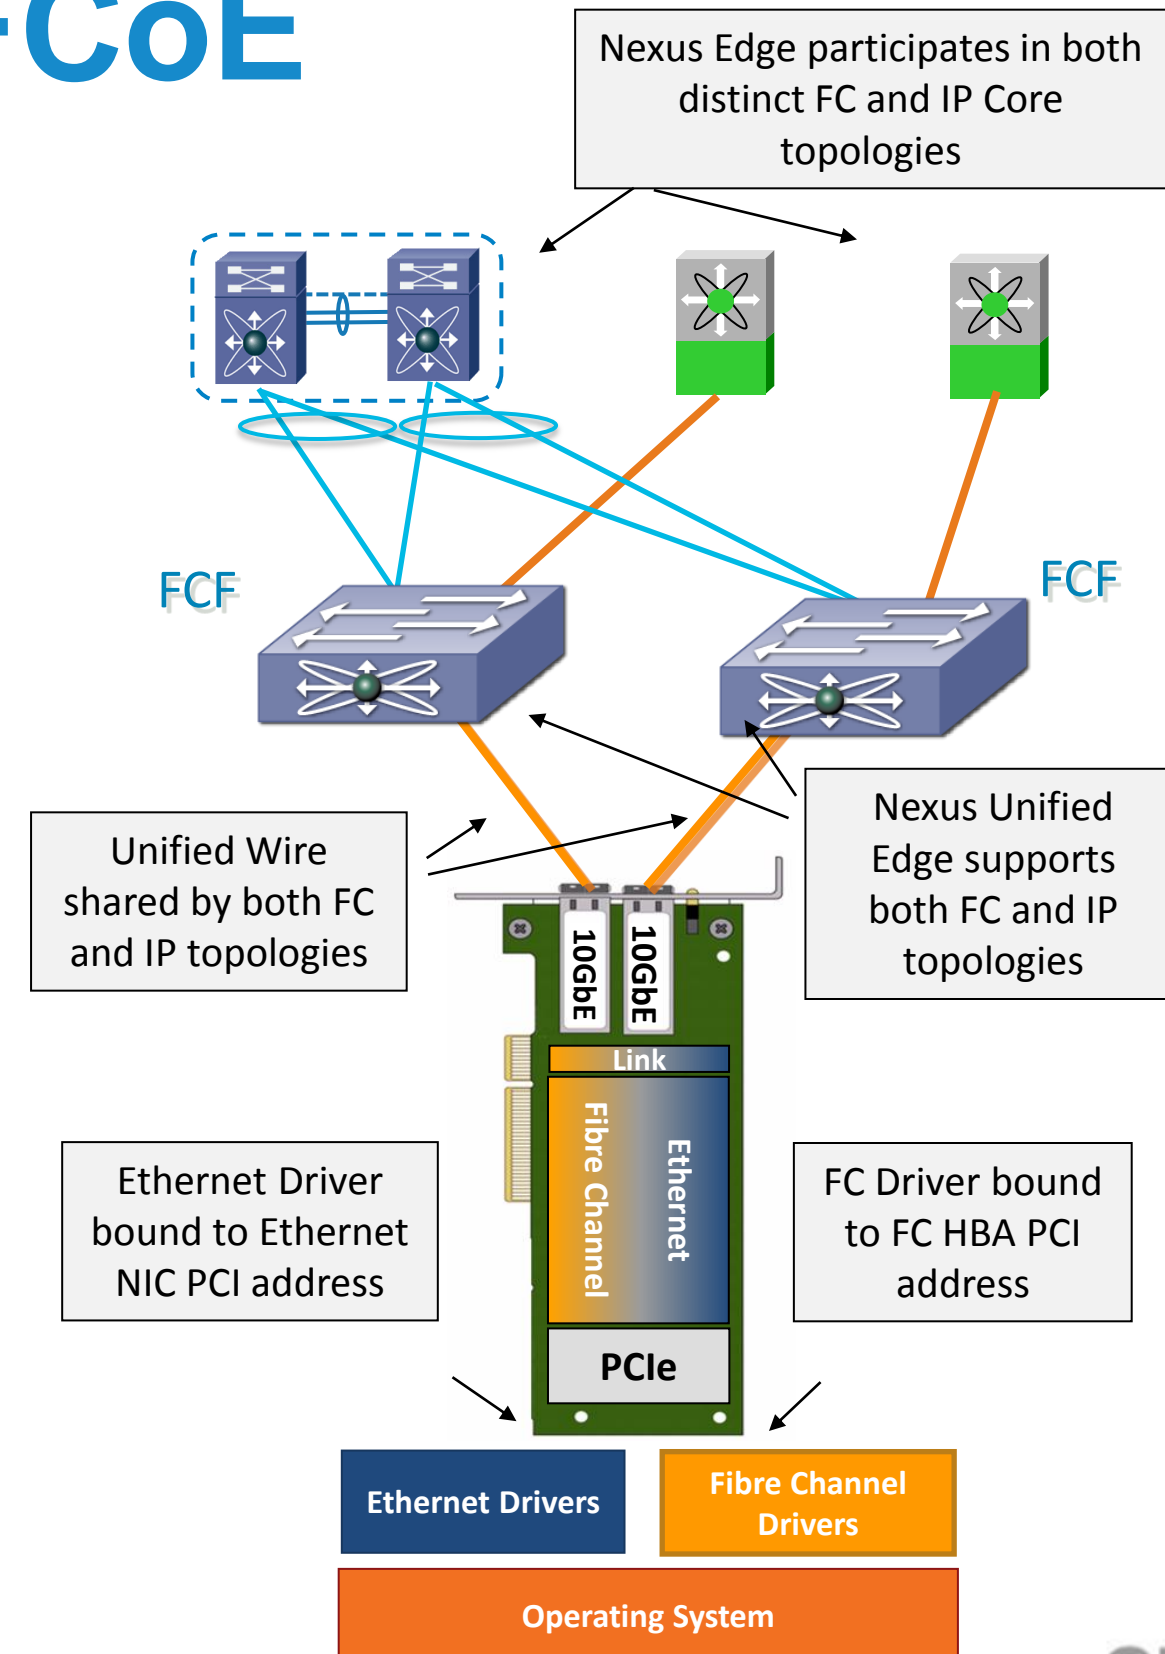 CoE
Nexus Edge participates in both
distinct FC and IP Core
topologies
FCF
FCF
Unified Wire
shared by both FC
and IP topologies
Nexus Unified
Edge supports
both FC and IP
topologies
10GbE
10GbE
Link
Fibre Channel
Ethernet
Ethernet Driver
bound to Ethernet
NIC PCI address
FC Driver bound
to FC HBA PCI
address
PCIe
Ethernet Drivers
Fibre Channel
Drivers
Operating System